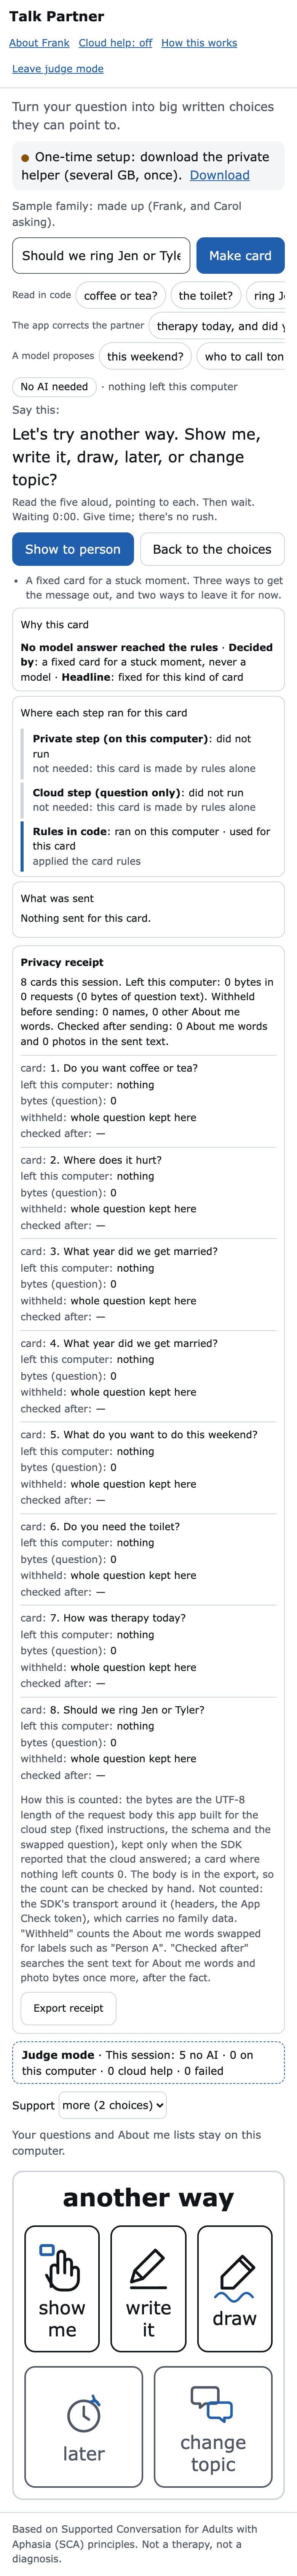 Talk Partner
About Frank Cloud help: off How this works
Leave judge mode
Turn your question into big written choices
they can point to.
One-time setup: download the private
helper (several GB, once). Download
Sample family: made up (Frank, and Carol
asking).
Should we ring Jen or Tyle Make card
Read in code coffee or tea? the toilet? ring J
The app corrects the partner therapy today, and did y
A model proposes this weekend? who to call ton
No AI needed · nothing left this computer
Say this:
Let's try another way. Show me,
write it, draw, later, or change
topic?
Read the five aloud, pointing to each. Then wait.
Waiting 0:00. Give time; there's no rush.
Show to person Back to the choices
• A fixed card for a stuck moment. Three ways to get
the message out, and two ways to leave it for now.
Why this card
No model answer reached the rules · Decided
by: a fixed card for a stuck moment, never a
model · Headline: fixed for this kind of card
Where each step ran for this card
Private step (on this computer): did not
run
not needed: this card is made by rules alone
Cloud step (question only): did not run
not needed: this card is made by rules alone
Rules in code: ran on this computer · used for
this card
applied the card rules
What was sent
Nothing sent for this card.
Privacy receipt
8 cards this session. Left this computer: 0 bytes in
0 requests (0 bytes of question text). Withheld
before sending: 0 names, 0 other About me
words. Checked after sending: 0 About me words
and 0 photos in the sent text.
card: 1. Do you want coffee or tea?
left this computer: nothing
bytes (question): 0
withheld: whole question kept here
checked after: —
card: 2. Where does it hurt?
left this computer: nothing
bytes (question): 0
withheld: whole question kept here
checked after: —
card: 3. What year did we get married?
left this computer: nothing
bytes (question): 0
withheld: whole question kept here
checked after: —
card: 4. What year did we get married?
left this computer: nothing
bytes (question): 0
withheld: whole question kept here
checked after: —
card: 5. What do you want to do this weekend?
left this computer: nothing
bytes (question): 0
withheld: whole question kept here
checked after: —
card: 6. Do you need the toilet?
left this computer: nothing
bytes (question): 0
withheld: whole question kept here
checked after: —
card: 7. How was therapy today?
left this computer: nothing
bytes (question): 0
withheld: whole question kept here
checked after: —
card: 8. Should we ring Jen or Tyler?
left this computer: nothing
bytes (question): 0
withheld: whole question kept here
checked after: —
How this is counted: the bytes are the UTF-8
length of the request body this app built for the
cloud step (fixed instructions, the schema and the
swapped question), kept only when the SDK
reported that the cloud answered; a card where
nothing left counts 0. The body is in the export, so
the count can be checked by hand. Not counted:
the SDK's transport around it (headers, the App
Check token), which carries no family data.
"Withheld" counts the About me words swapped
for labels such as "Person A". "Checked after"
searches the sent text for About me words and
photo bytes once more, after the fact.
Export receipt
Judge mode · This session: 5 no AI · 0 on
this computer · 0 cloud help · 0 failed
Support more (2 choices)
Your questions and About me lists stay on this
computer.
another way
show
me
write
it
draw
later
change
topic
Based on Supported Conversation for Adults with
Aphasia (SCA) principles. Not a therapy, not a
diagnosis.